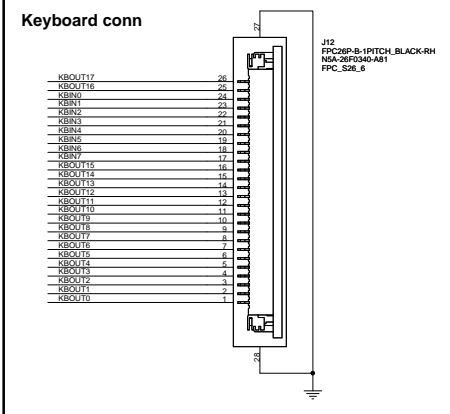 Keyboard conn
27
J12
FPC26P-B-1PITCH_BLACK-RH
N5A-26F0340-A81
FPC_S26_6
KBOUT17 26
KBOUT16 25
KBIN0 24
KBIN1 23
KBIN2 22
KBIN3 21
KBIN4 20
KBIN5 19
KBIN6 18
KBIN7 17
KBOUT15 16
KBOUT14 15
KBOUT13 14
KBOUT12 13
KBOUT11 12
KBOUT10 11
KBOUT9 10
KBOUT8 9
KBOUT7 8
KBOUT6 7
KBOUT5 6
KBOUT4 5
KBOUT3 4
KBOUT2 3
KBOUT1 2
KBOUT0 1
28